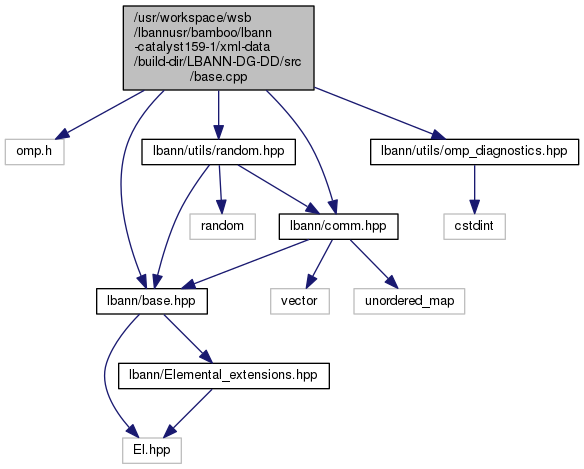 /usr/workspace/wsb
/lbannusr/bamboo/lbann
-catalyst159-1/xml-data
/build-dir/LBANN-DG-DD/src
/base.cpp
omp.h
lbann/utils/random.hpp
lbann/utils/omp_diagnostics.hpp
random
lbann/comm.hpp
cstdint
lbann/base.hpp
vector
unordered_map
lbann/Elemental_extensions.hpp
El.hpp